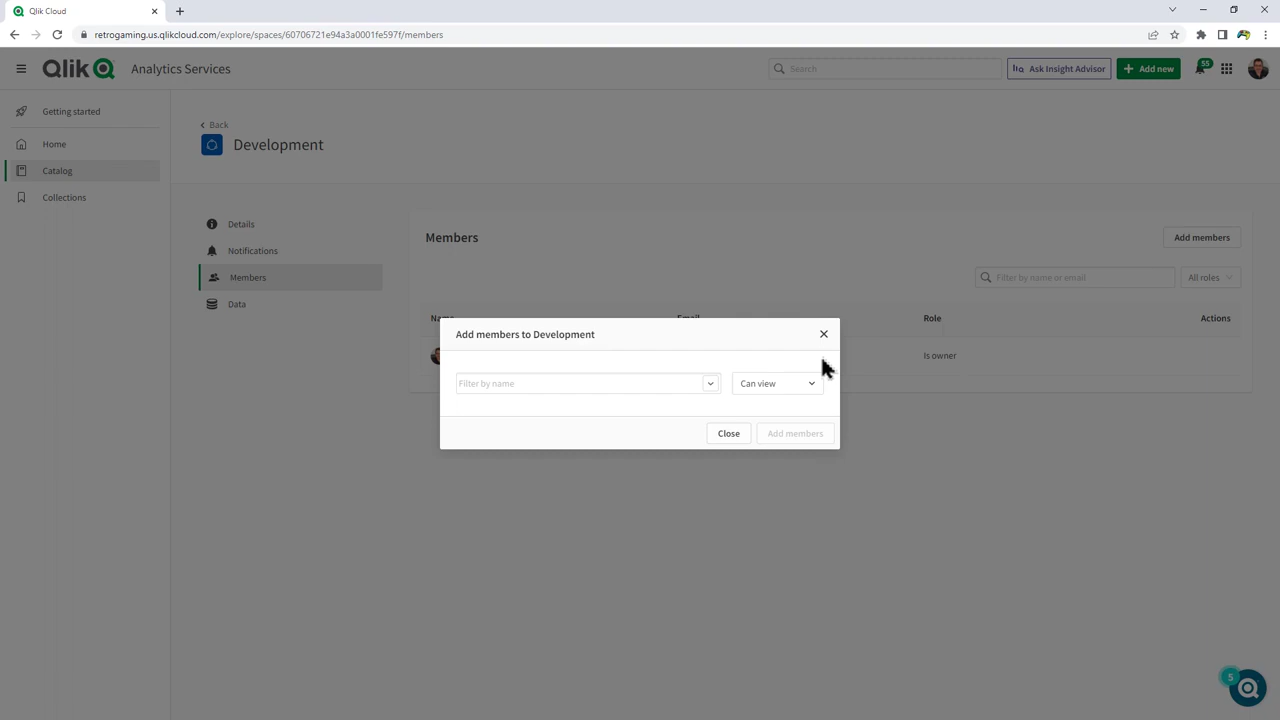 Qlik Cloud
retrogaming.us.qlikcloud.com/explore/spaces/60706721e94a3a0001fe597f/members
Qlik Analytics Services
Search
Ask Insight Advisor
Add new
55
Getting started
Home
Catalog
Collections
Back
Development
Details
Notifications
Members
Data
Members
Add members
Filter by name or email
All roles
Name Email Role Actions
Is owner
Add members to Development
Filter by name
Can view
Close
Add members
5